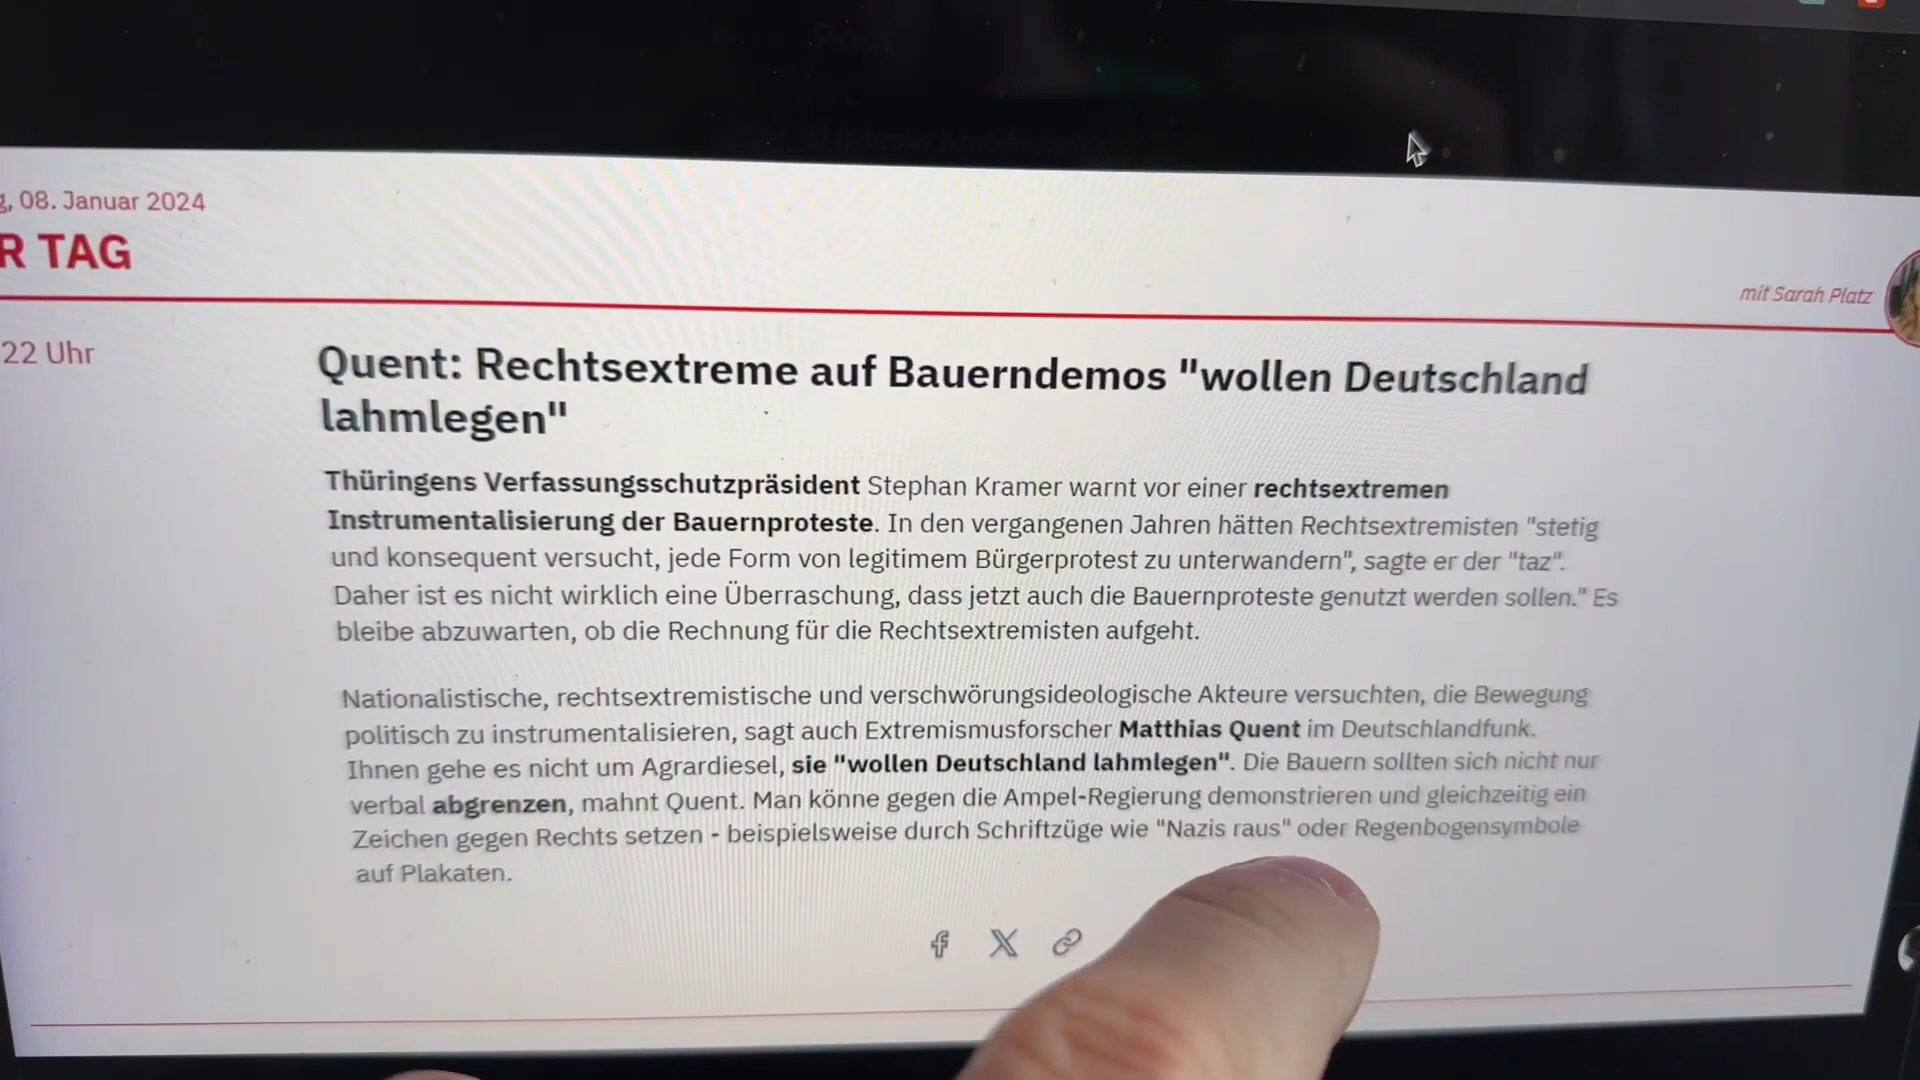 08. Januar 2024
R TAG
mit Sarah Platz
22 Uhr
Quent: Rechtsextreme auf Bauerndemos "wollen Deutschland
lahmlegen"
Thüringens Verfassungsschutzpräsident Stephan Kramer warnt vor einer rechtsextremen
Instrumentalisierung der Bauernproteste. In den vergangenen Jahren hätten Rechtsextremisten "stetig
und konsequent versucht, jede Form von legitimem Bürgerprotest zu unterwandern", sagte er der "taz".
Daher ist es nicht wirklich eine Überraschung, dass jetzt auch die Bauernproteste genutzt werden sollen." Es
bleibe abzuwarten, ob die Rechnung für die Rechtsextremisten aufgeht.
Nationalistische, rechtsextremistische und verschwörungsideologische Akteure versuchten, die Bewegung
politisch zu instrumentalisieren, sagt auch Extremismusforscher Matthias Quent im Deutschlandfunk.
Ihnen gehe es nicht um Agrardiesel, sie "wollen Deutschland lahmlegen". Die Bauern sollten sich nicht nur
verbal abgrenzen, mahnt Quent. Man könne gegen die Ampel-Regierung demonstrieren und gleichzeitig ein
Zeichen gegen Rechts setzen - beispielsweise durch Schriftzüge wie "Nazis raus" oder Regenbogensymbole
auf Plakaten.